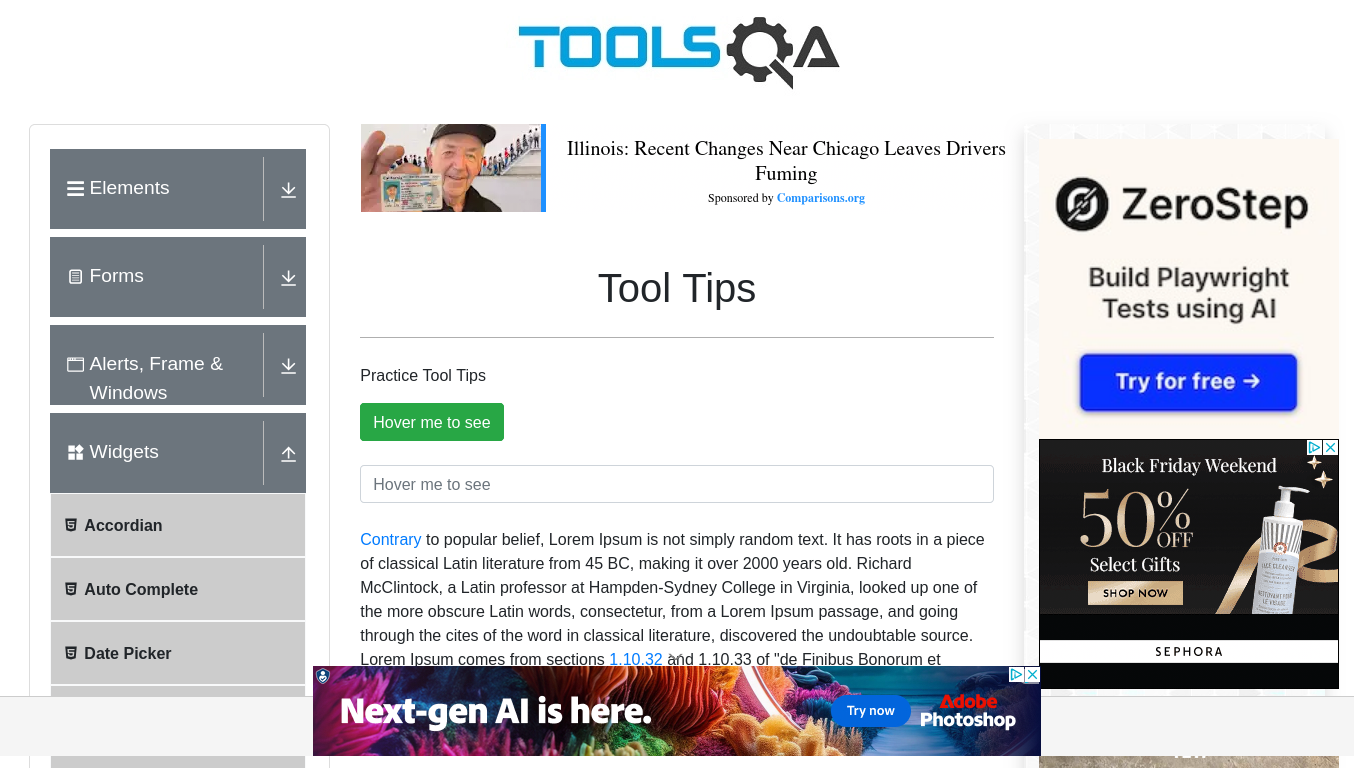 TOOLSQA
Elements
Forms
Alerts, Frame &
Windows
Widgets
Accordian
Auto Complete
Date Picker
Illinois: Recent Changes Near Chicago Leaves Drivers
Fuming
Sponsored by Comparisons.org
Tool Tips
Practice Tool Tips
Hover me to see
Hover me to see
Contrary to popular belief, Lorem Ipsum is not simply random text. It has roots in a piece
of classical Latin literature from 45 BC, making it over 2000 years old. Richard
McClintock, a Latin professor at Hampden-Sydney College in Virginia, looked up one of
the more obscure Latin words, consectetur, from a Lorem Ipsum passage, and going
through the cites of the word in classical literature, discovered the undoubtable source.
Lorem Ipsum comes from sections 1.10.32 and 1.10.33 of "de Finibus Bonorum et
ZeroStep
Build Playwright
Tests using AI
Try for free →
Black Friday Weekend
50% OFF
Select Gifts
SHOP NOW
SEPHORA
Next-gen AI is here.
Try now
Adobe
Photoshop